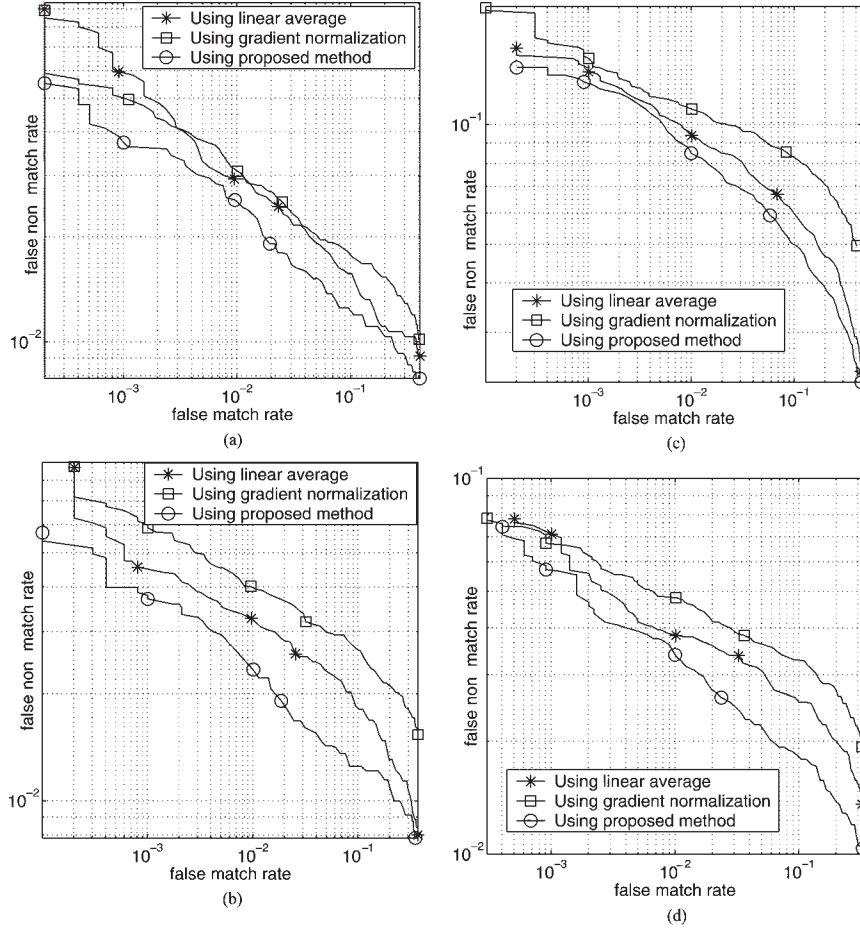 Using linear average
Using gradient normalization
Using proposed method
false non match rate
10⁻²
10⁻³ 10⁻² 10⁻¹
false match rate
(a)
10⁻¹
false non match rate
Using linear average
Using gradient normalization
Using proposed method
10⁻³ 10⁻² 10⁻¹
false match rate
(c)
Using linear average
Using gradient normalization
Using proposed method
false non match rate
10⁻²
10⁻³ 10⁻² 10⁻¹
false match rate
(b)
10⁻¹
false non match rate
Using linear average
Using gradient normalization
Using proposed method
10⁻²
10⁻³ 10⁻² 10⁻¹
false match rate
(d)